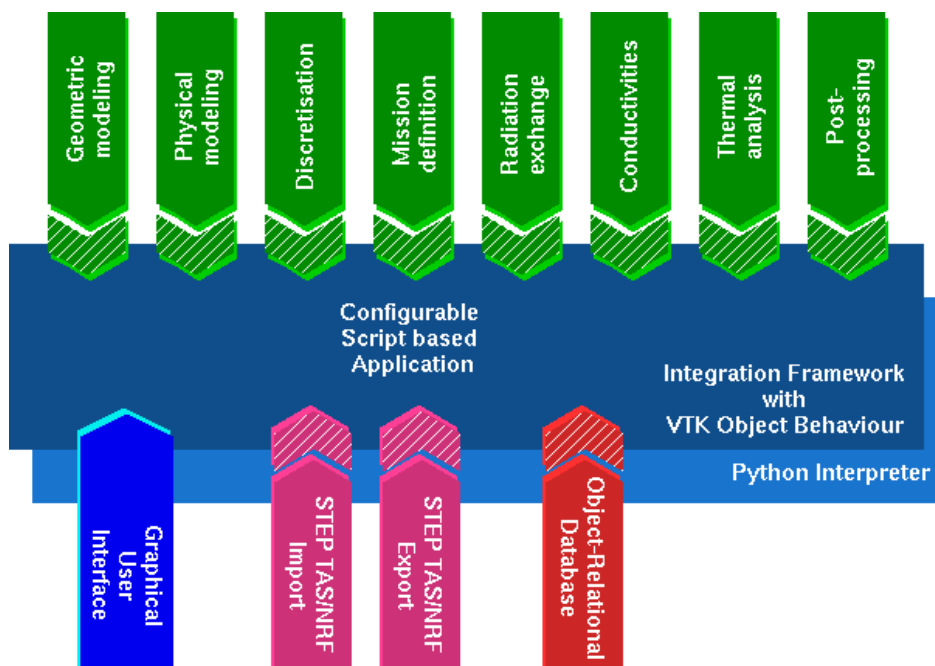 Geometric
modeling
Physical
modeling
Discretisation
Mission
definition
Radiation
exchange
Conductivities
Thermal
analysis
Post-
processing
Configurable
Script based
Application
Integration Framework
with
VTK Object Behaviour
Python Interpreter
Graphical
User
Interface
STEP TAS/NRF
Import
STEP TAS/NRF
Export
Object-Relational
Database